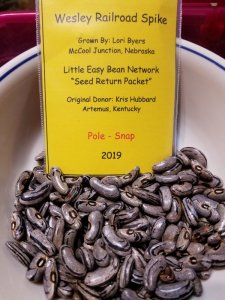 Wesley Railroad Spike
Grown By: Lori Byers
McCool Junction, Nebraska
Little Easy Bean Network
"Seed Return Packet"
Original Donor: Kris Hubbard
Artemus, Kentucky
Pole - Snap
2019